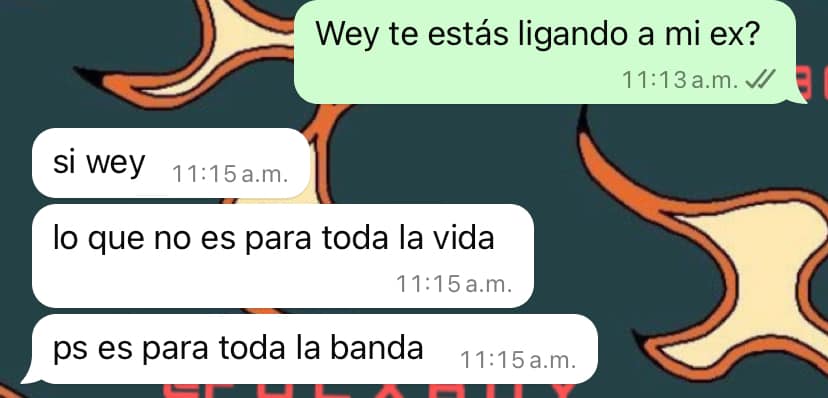 Wey te estás ligando a mi ex?
11:13 a.m.
si wey 11:15 a.m.
lo que no es para toda la vida
11:15 a.m.
ps es para toda la banda 11:15 a.m.